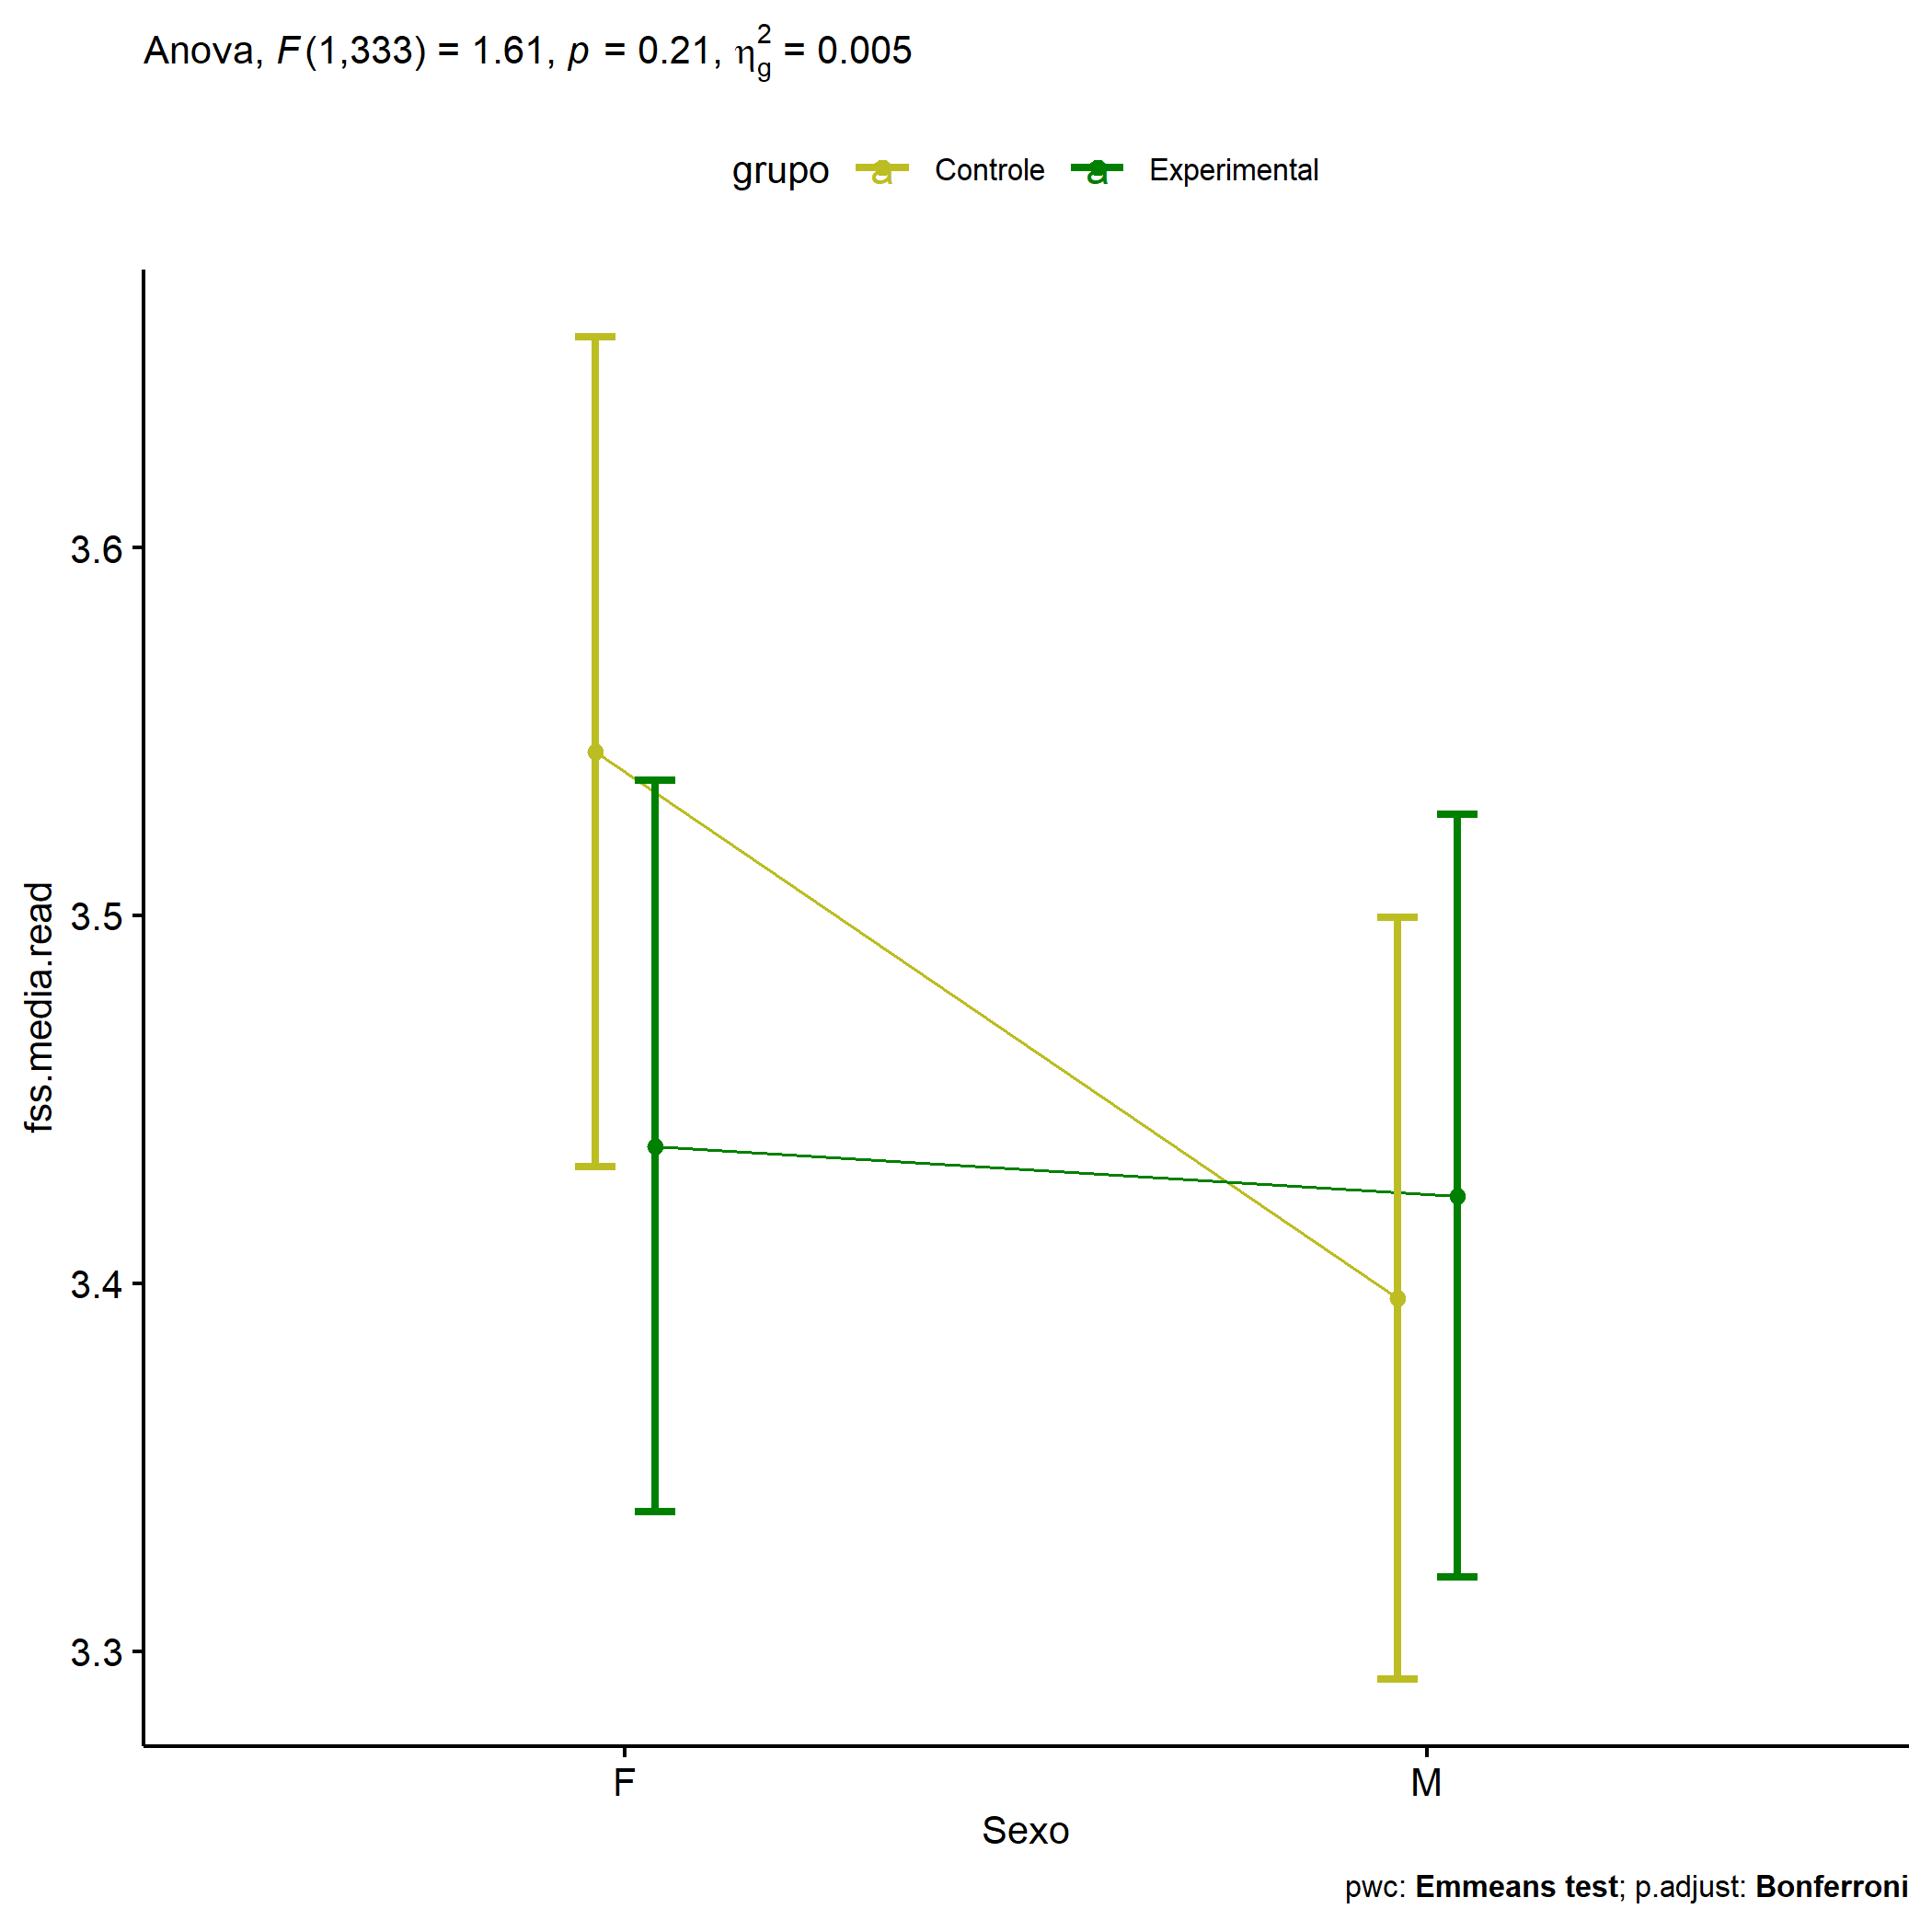 Anova, F(1,333) = 1.61, p = 0.21, η²g = 0.005
grupo a Controle a Experimental
3.6
3.5
3.4
3.3
fss.media.read
F M
Sexo
pwc: Emmeans test; p.adjust: Bonferroni